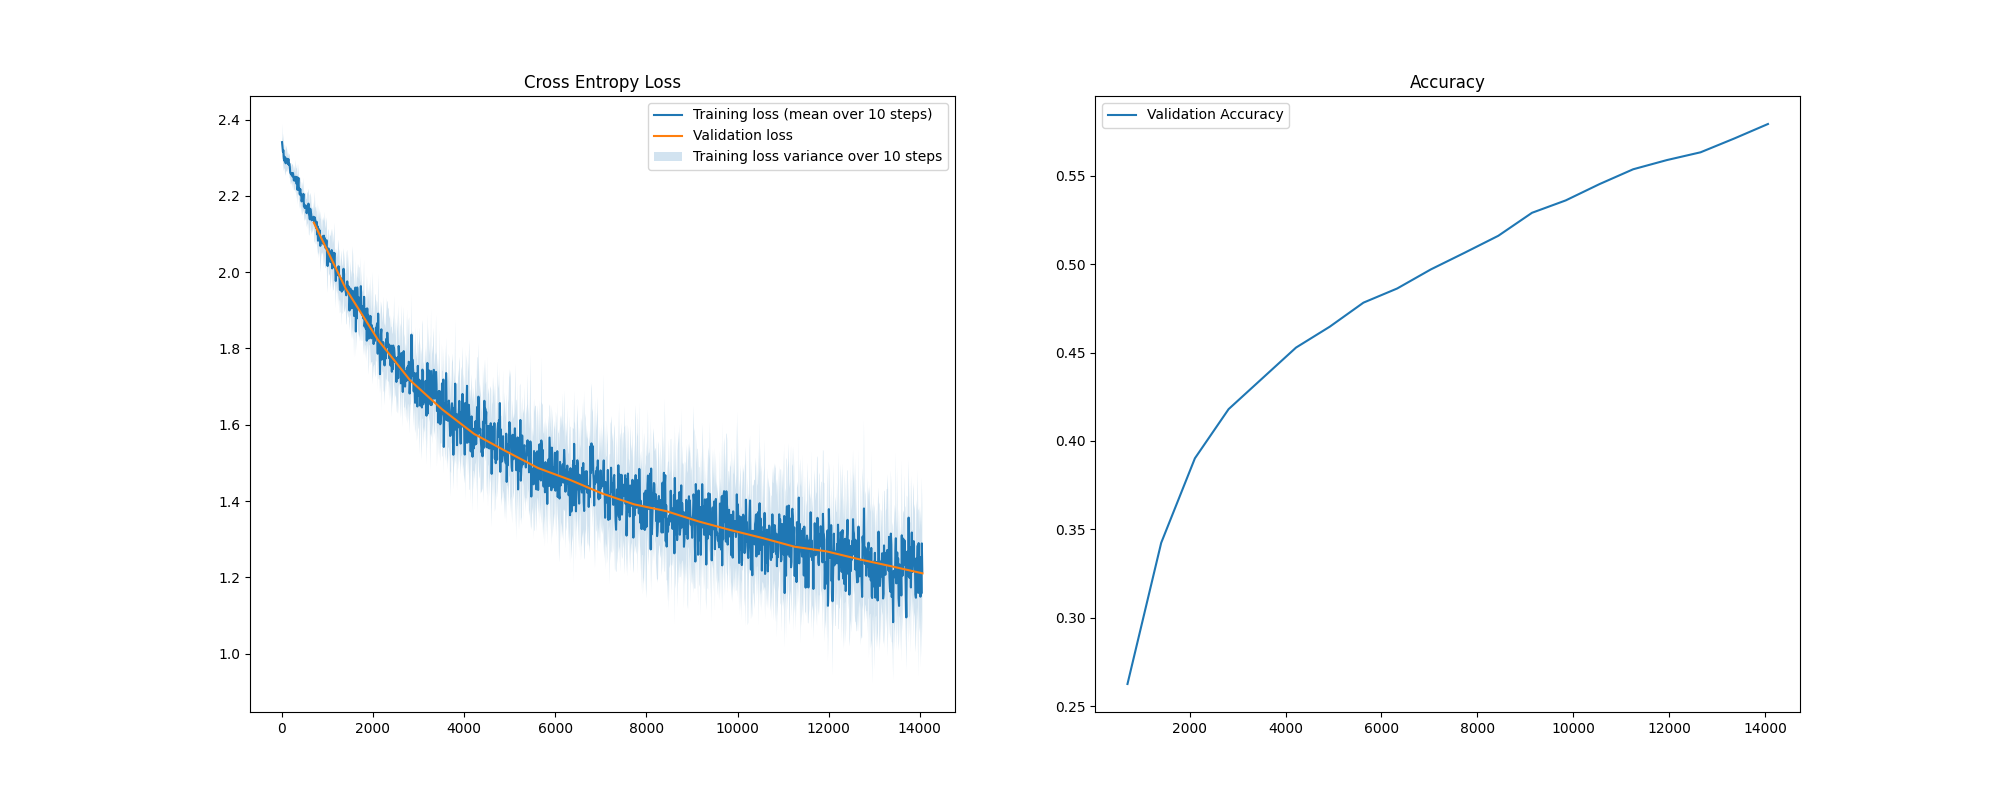 Cross Entropy Loss
Training loss (mean over 10 steps)
Validation loss
Training loss variance over 10 steps
2.4
2.2
2.0
1.8
1.6
1.4
1.2
1.0
0 2000 4000 6000 8000 10000 12000 14000
Accuracy
Validation Accuracy
0.55
0.50
0.45
0.40
0.35
0.30
0.25
2000 4000 6000 8000 10000 12000 14000